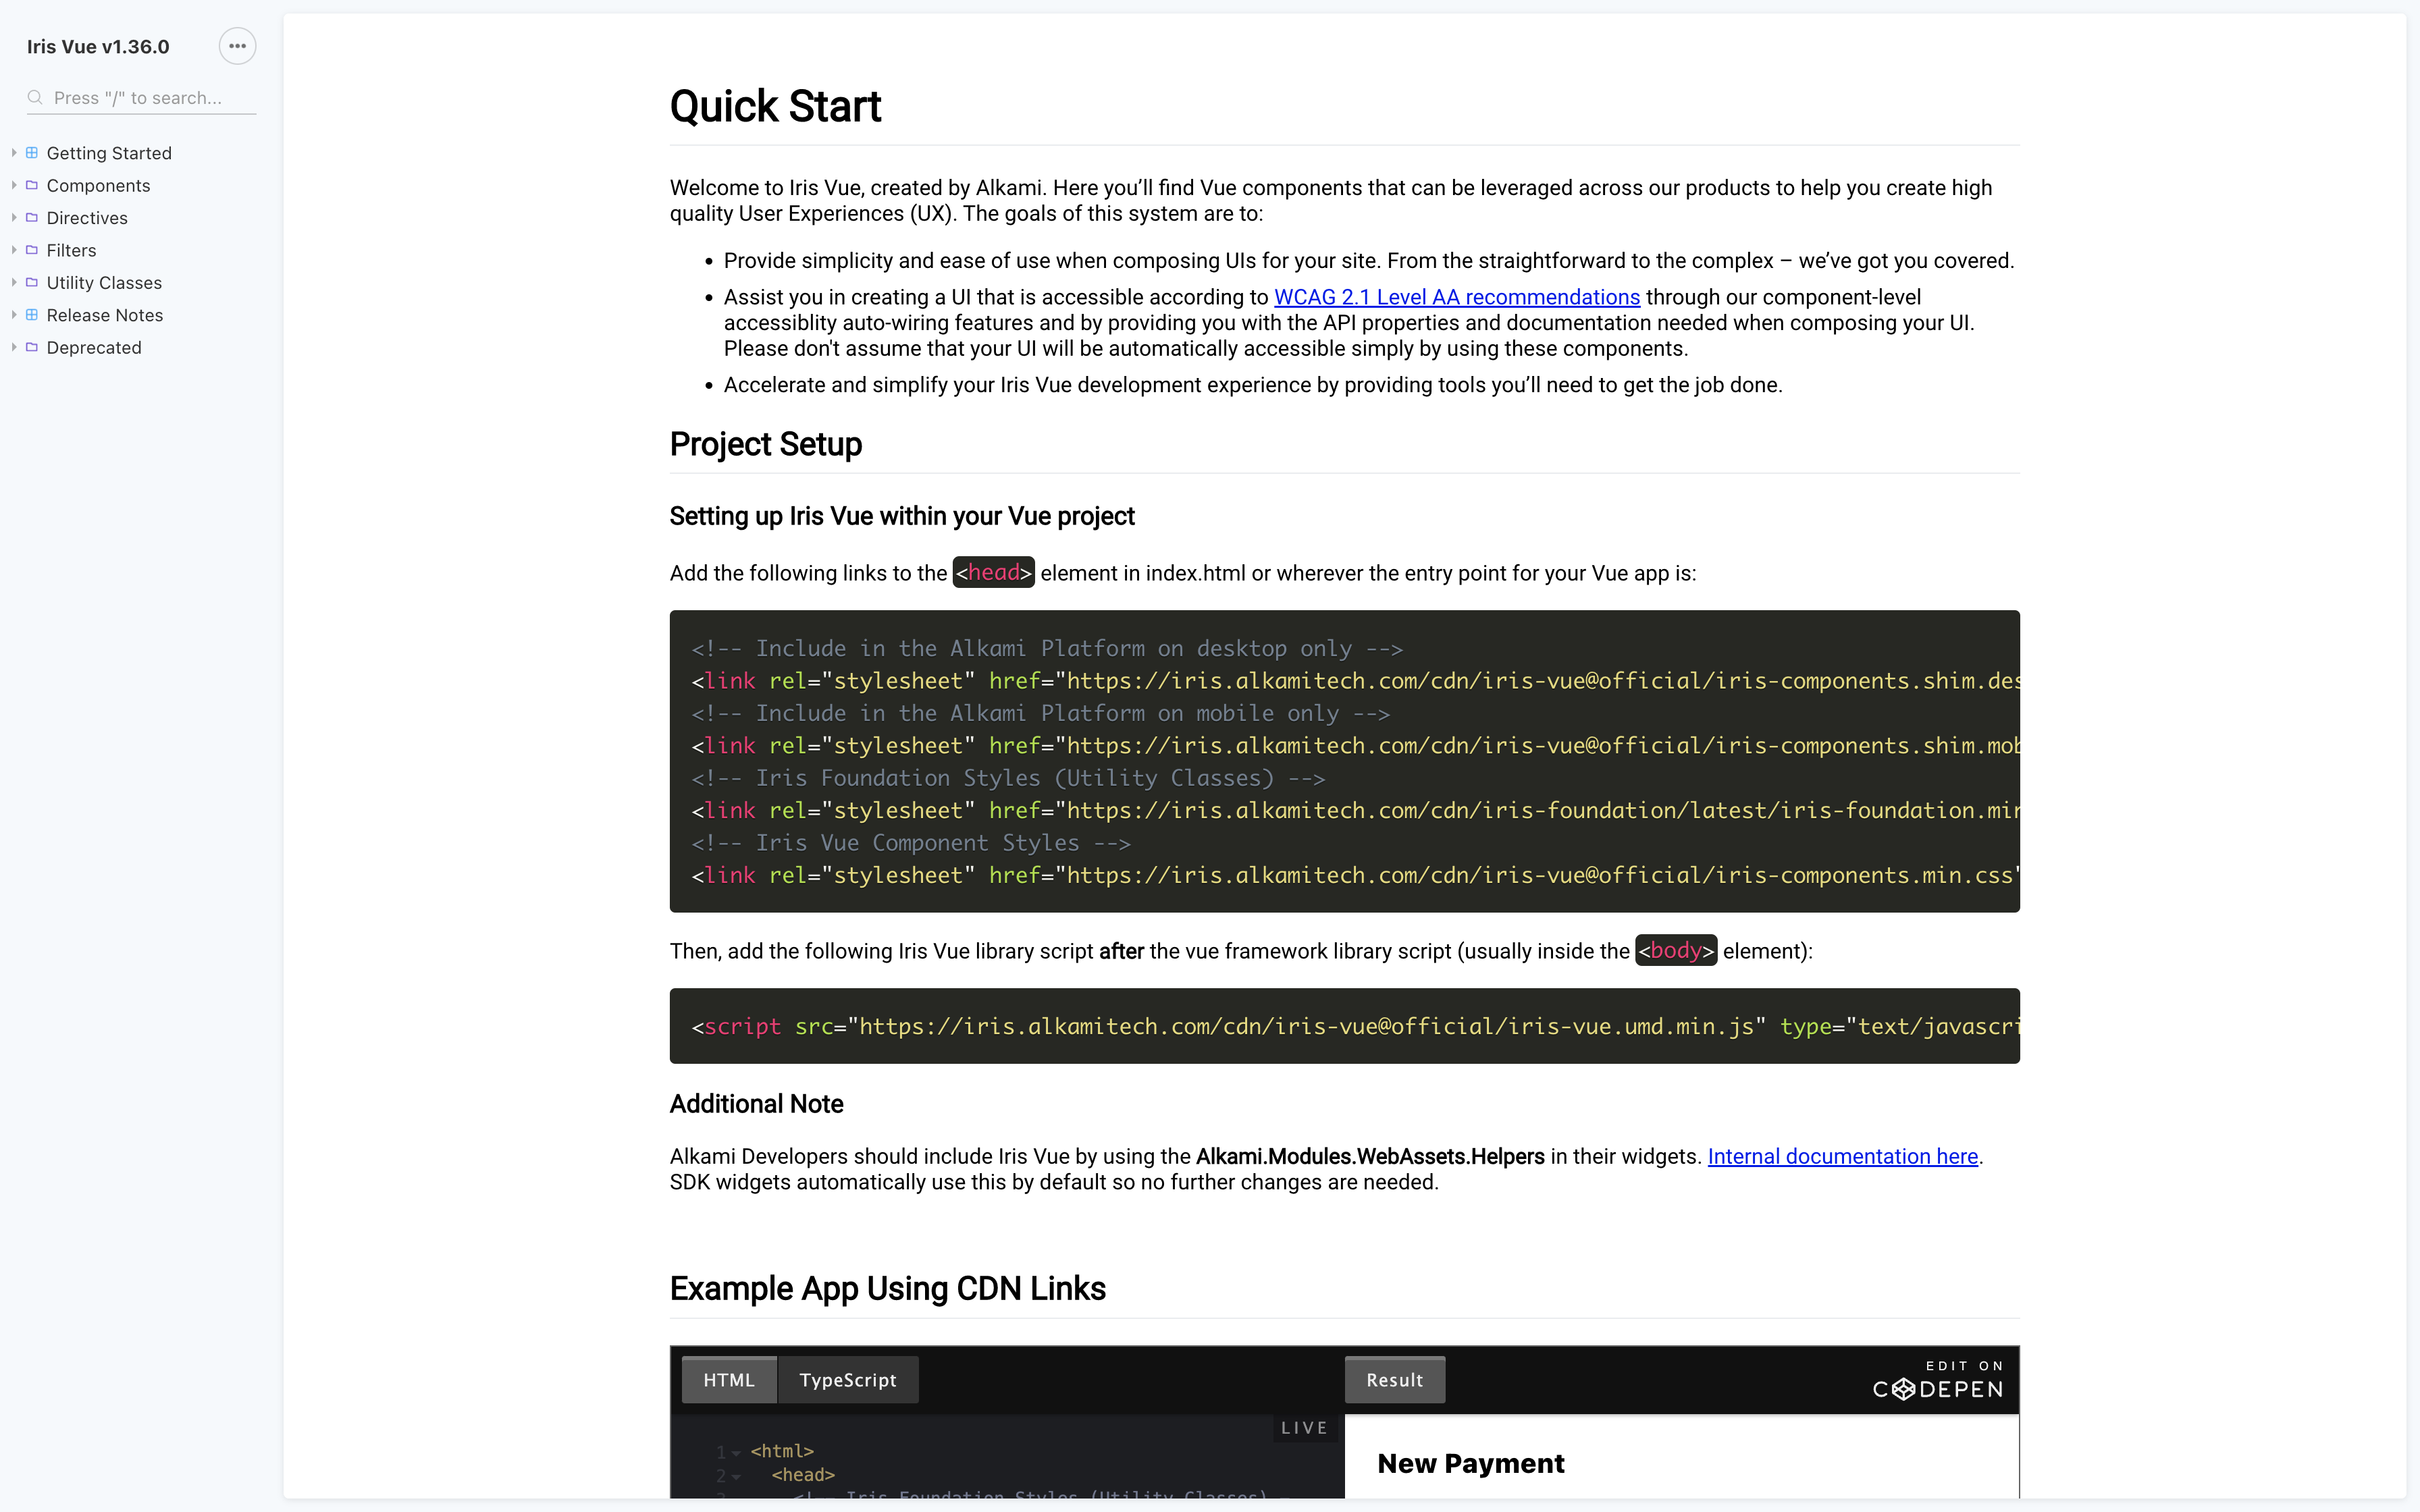 Iris Vue v1.36.0
Press "/" to search...
Getting Started
Components
Directives
Filters
Utility Classes
Release Notes
Deprecated
Quick Start
Welcome to Iris Vue, created by Alkami. Here you’ll find Vue components that can be leveraged across our products to help you create high
quality User Experiences (UX). The goals of this system are to:
• Provide simplicity and ease of use when composing UIs for your site. From the straightforward to the complex – we’ve got you covered.
• Assist you in creating a UI that is accessible according to WCAG 2.1 Level AA recommendations through our component-level
accessiblity auto-wiring features and by providing you with the API properties and documentation needed when composing your UI.
Please don't assume that your UI will be automatically accessible simply by using these components.
• Accelerate and simplify your Iris Vue development experience by providing tools you’ll need to get the job done.
Project Setup
Setting up Iris Vue within your Vue project
Add the following links to the <head> element in index.html or wherever the entry point for your Vue app is:
<!-- Include in the Alkami Platform on desktop only -->
<link rel="stylesheet" href="https://iris.alkamitech.com/cdn/iris-vue@official/iris-components.shim.des
<!-- Include in the Alkami Platform on mobile only -->
<link rel="stylesheet" href="https://iris.alkamitech.com/cdn/iris-vue@official/iris-components.shim.mob
<!-- Iris Foundation Styles (Utility Classes) -->
<link rel="stylesheet" href="https://iris.alkamitech.com/cdn/iris-foundation/latest/iris-foundation.min
<!-- Iris Vue Component Styles -->
<link rel="stylesheet" href="https://iris.alkamitech.com/cdn/iris-vue@official/iris-components.min.css"
Then, add the following Iris Vue library script after the vue framework library script (usually inside the <body> element):
<script src="https://iris.alkamitech.com/cdn/iris-vue@official/iris-vue.umd.min.js" type="text/javascri
Additional Note
Alkami Developers should include Iris Vue by using the Alkami.Modules.WebAssets.Helpers in their widgets. Internal documentation here.
SDK widgets automatically use this by default so no further changes are needed.
Example App Using CDN Links
HTML TypeScript Result EDIT ON
CODEPEN
LIVE
1 <html>
2 <head>
3 <!-- Iris Foundation Styles (Utility Classes)
New Payment